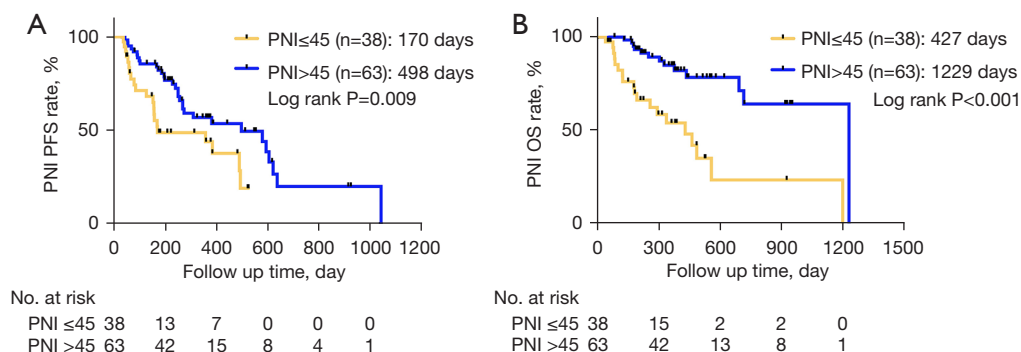 A
PNI PFS rate, %
100
50
0
PNI≤45 (n=38): 170 days
PNI>45 (n=63): 498 days
Log rank P=0.009
0 200 400 600 800 1000 1200
Follow up time, day
No. at risk
PNI ≤45 38 13 7 0 0 0
PNI >45 63 42 15 8 4 1
B
PNI OS rate, %
100
50
0
PNI≤45 (n=38): 427 days
PNI>45 (n=63): 1229 days
Log rank P<0.001
0 300 600 900 1200 1500
Follow up time, day
No. at risk
PNI ≤45 38 15 2 2 0
PNI >45 63 42 13 8 1